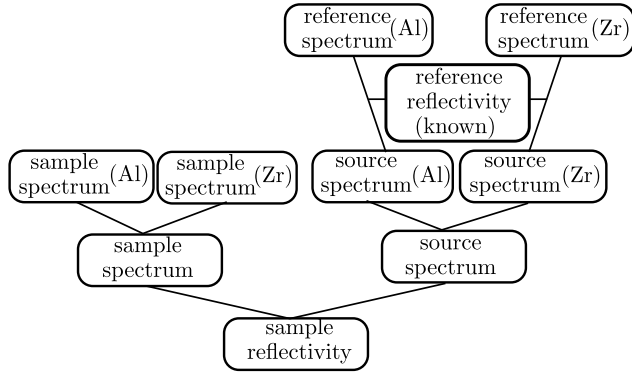 reference
spectrum (Al)
reference
spectrum (Zr)
reference
reflectivity
(known)
sample
spectrum (Al)
sample
spectrum (Zr)
source
spectrum (Al)
source
spectrum (Zr)
sample
spectrum
source
spectrum
sample
reflectivity